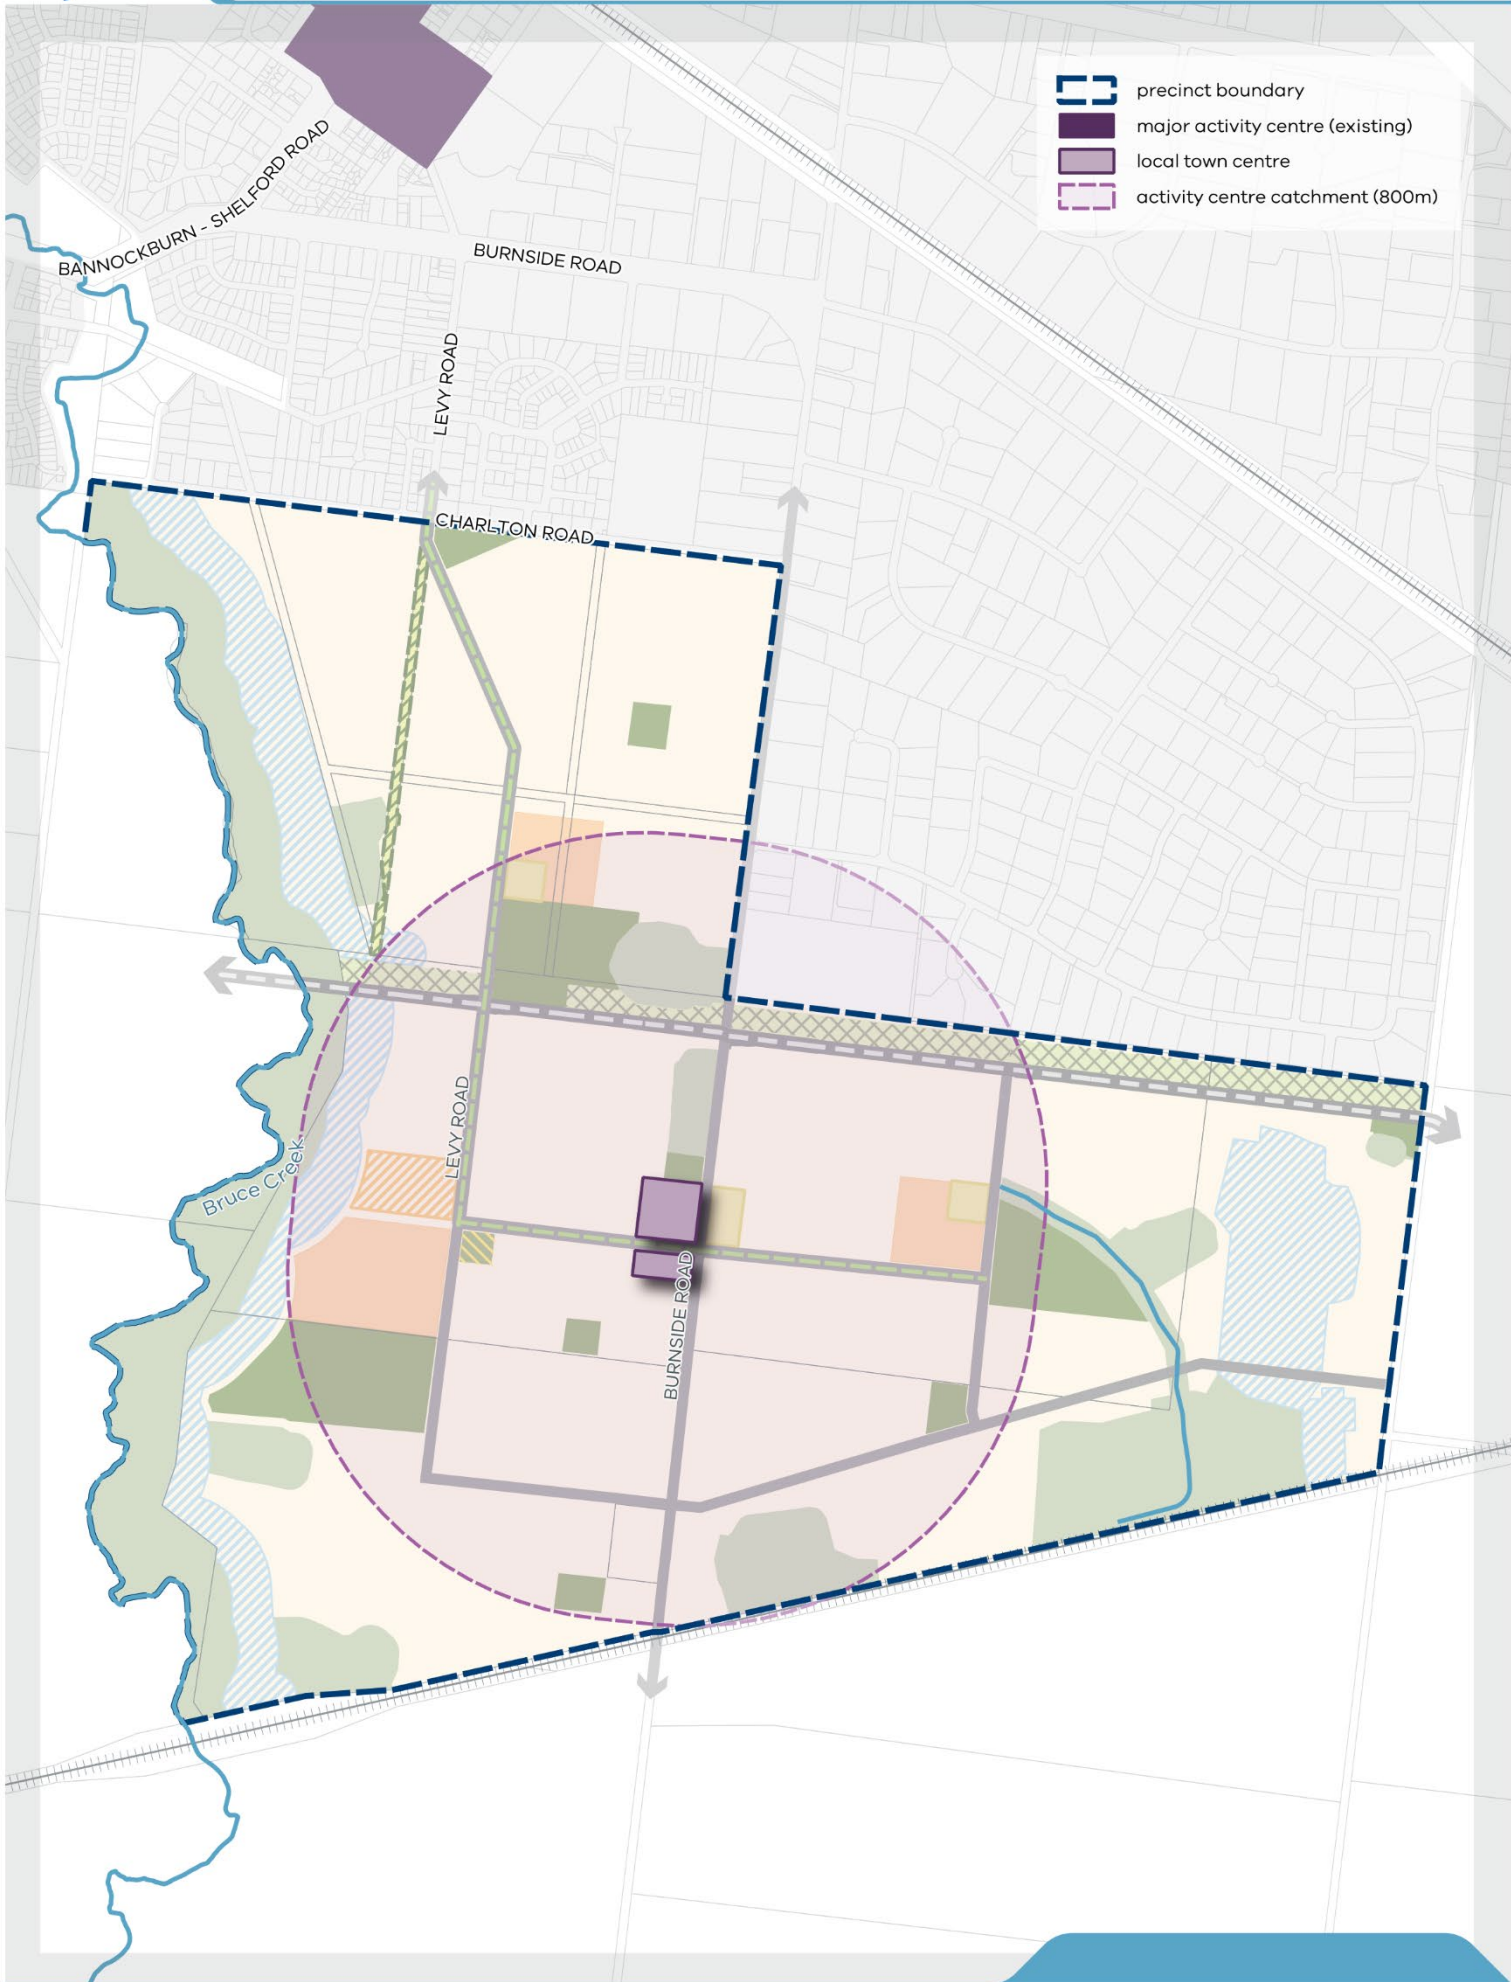 precinct boundary
major activity centre (existing)
local town centre
activity centre catchment (800m)
BANNOCKBURN - SHELFORD ROAD
BURNSIDE ROAD
LEVY ROAD
CHARLTON ROAD
LEVY ROAD
Bruce Creek
BURNSIDE ROAD